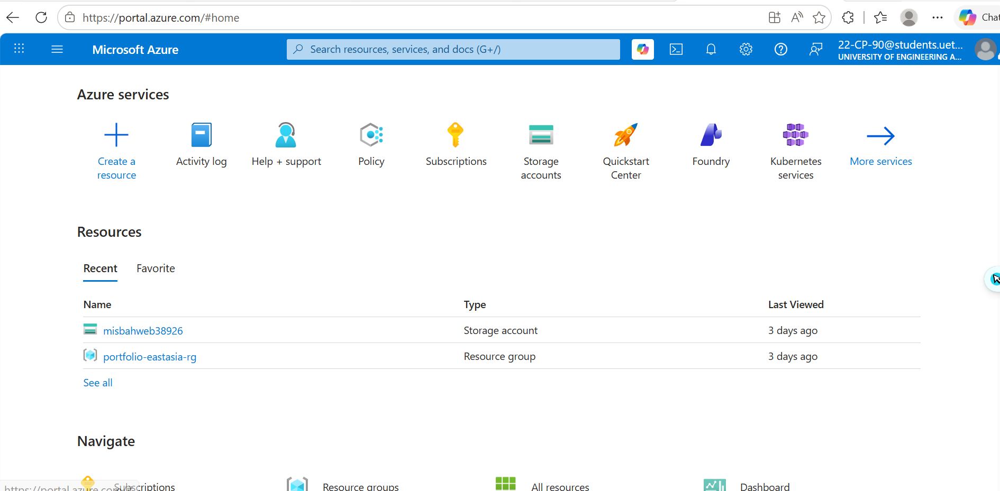 https://portal.azure.com/#home
Chat
Microsoft Azure
Search resources, services, and docs (G+/)
22-CP-90@students.uet...
UNIVERSITY OF ENGINEERING A...
Azure services
Create a resource
Activity log
Help + support
Policy
Subscriptions
Storage accounts
Quickstart Center
Foundry
Kubernetes services
More services
Resources
Recent Favorite
Name Type Last Viewed
misbahweb38926 Storage account 3 days ago
portfolio-eastasia-rg Resource group 3 days ago
See all
Navigate
Subscriptions Resource groups All resources Dashboard
https://portal.azure.com/#